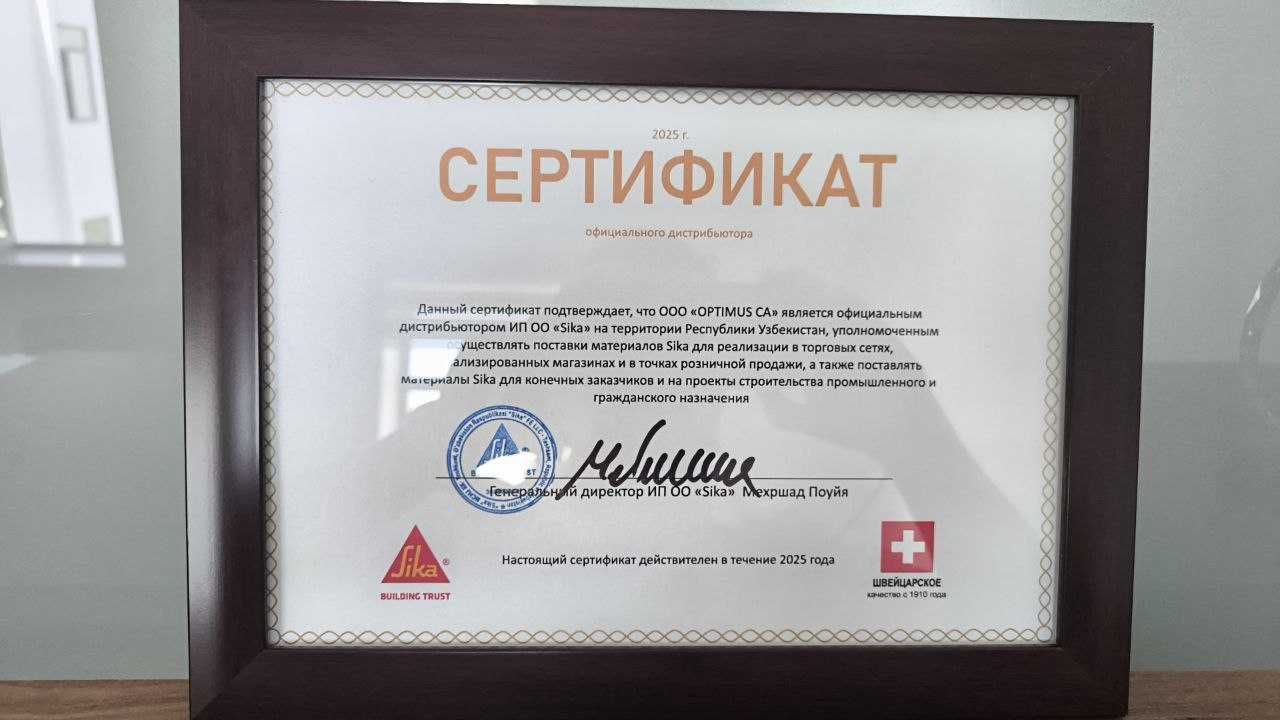 2025 г.
СЕРТИФИКАТ
официального дистрибьютора
Данный сертификат подтверждает, что ООО «OPTIMUS CA» является официальным
дистрибьютором ИП ОО «Sika» на территории Республики Узбекистан, уполномоченным
осуществлять поставки материалов Sika для реализации в торговых сетях,
ализированных магазинах и в точках розничной продажи, а также поставлять
материалы Sika для конечных заказчиков и на проекты строительства промышленного и
гражданского назначения
Генеральный директор ИП ОО «Sika» Мехршад Поуйя
Sika®
BUILDING TRUST
Настоящий сертификат действителен в течение 2025 года
ШВЕЙЦАРСКОЕ
качество с 1910 года